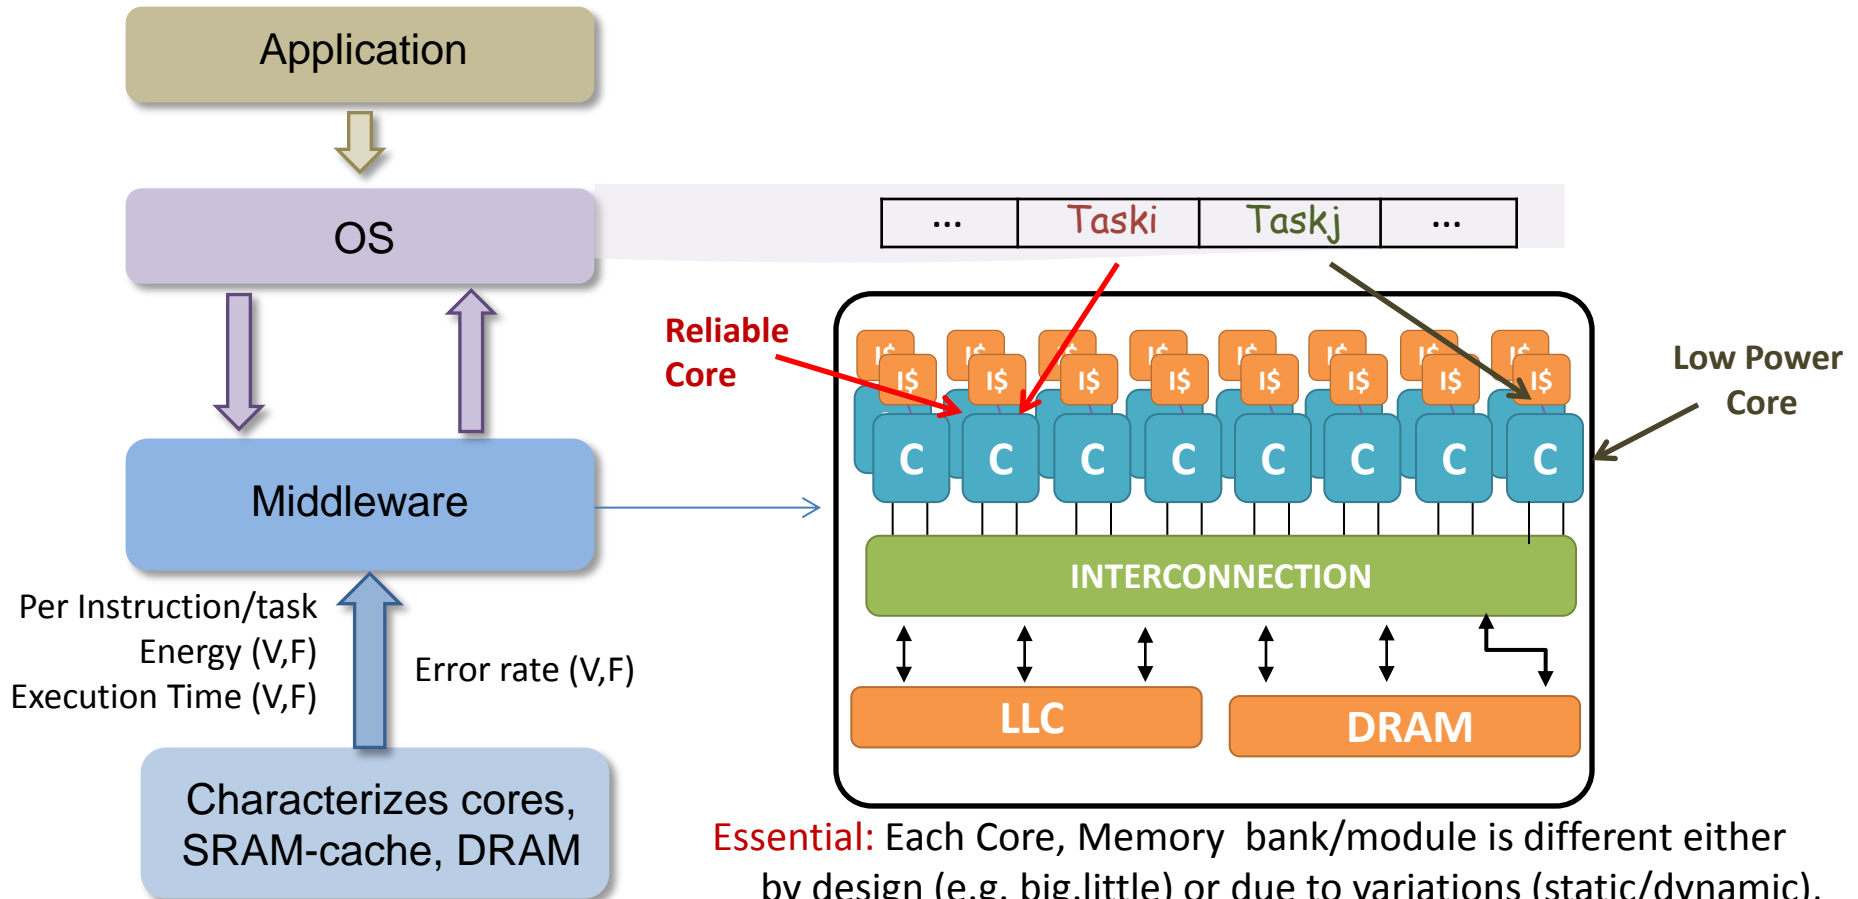 Application
OS
Middleware
Per Instruction/task
Energy (V,F)
Execution Time (V,F)
Error rate (V,F)
Characterizes cores,
SRAM-cache, DRAM
... Taski Taskj ...
Reliable
Core
Low Power
Core
I$ I$ I$ I$ I$ I$ I$ I$
I$ I$ I$ I$ I$ I$ I$ I$
C C C C C C C C
INTERCONNECTION
LLC
DRAM
Essential: Each Core, Memory bank/module is different either
by design (e.g. big.little) or due to variations (static/dynamic).